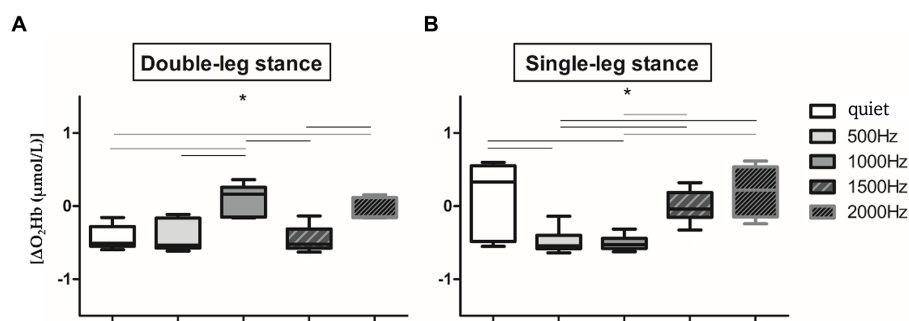 A
B
Double-leg stance
Single-leg stance
*
*
[ΔO₂Hb (μmol/L)]
1
0
-1
1
0
-1
quiet
500Hz
1000Hz
1500Hz
2000Hz